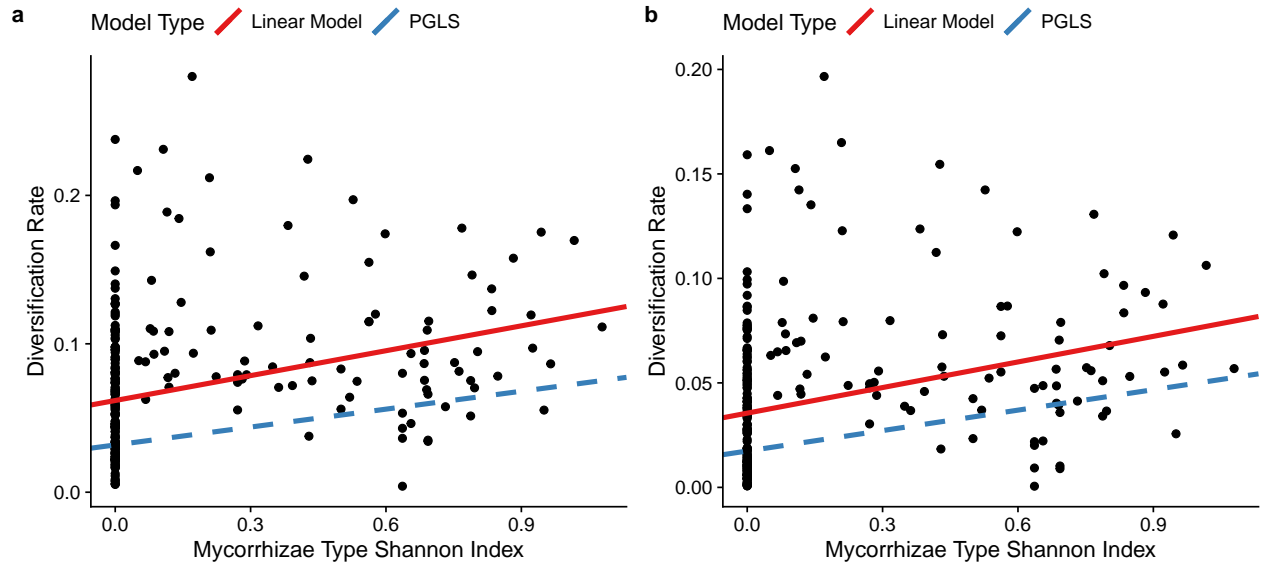 a
Model Type Linear Model PGLS
Diversification Rate
0.2
0.1
0.0
0.0 0.3 0.6 0.9
Mycorrhizae Type Shannon Index
b
Model Type Linear Model PGLS
Diversification Rate
0.20
0.15
0.10
0.05
0.00
0.0 0.3 0.6 0.9
Mycorrhizae Type Shannon Index